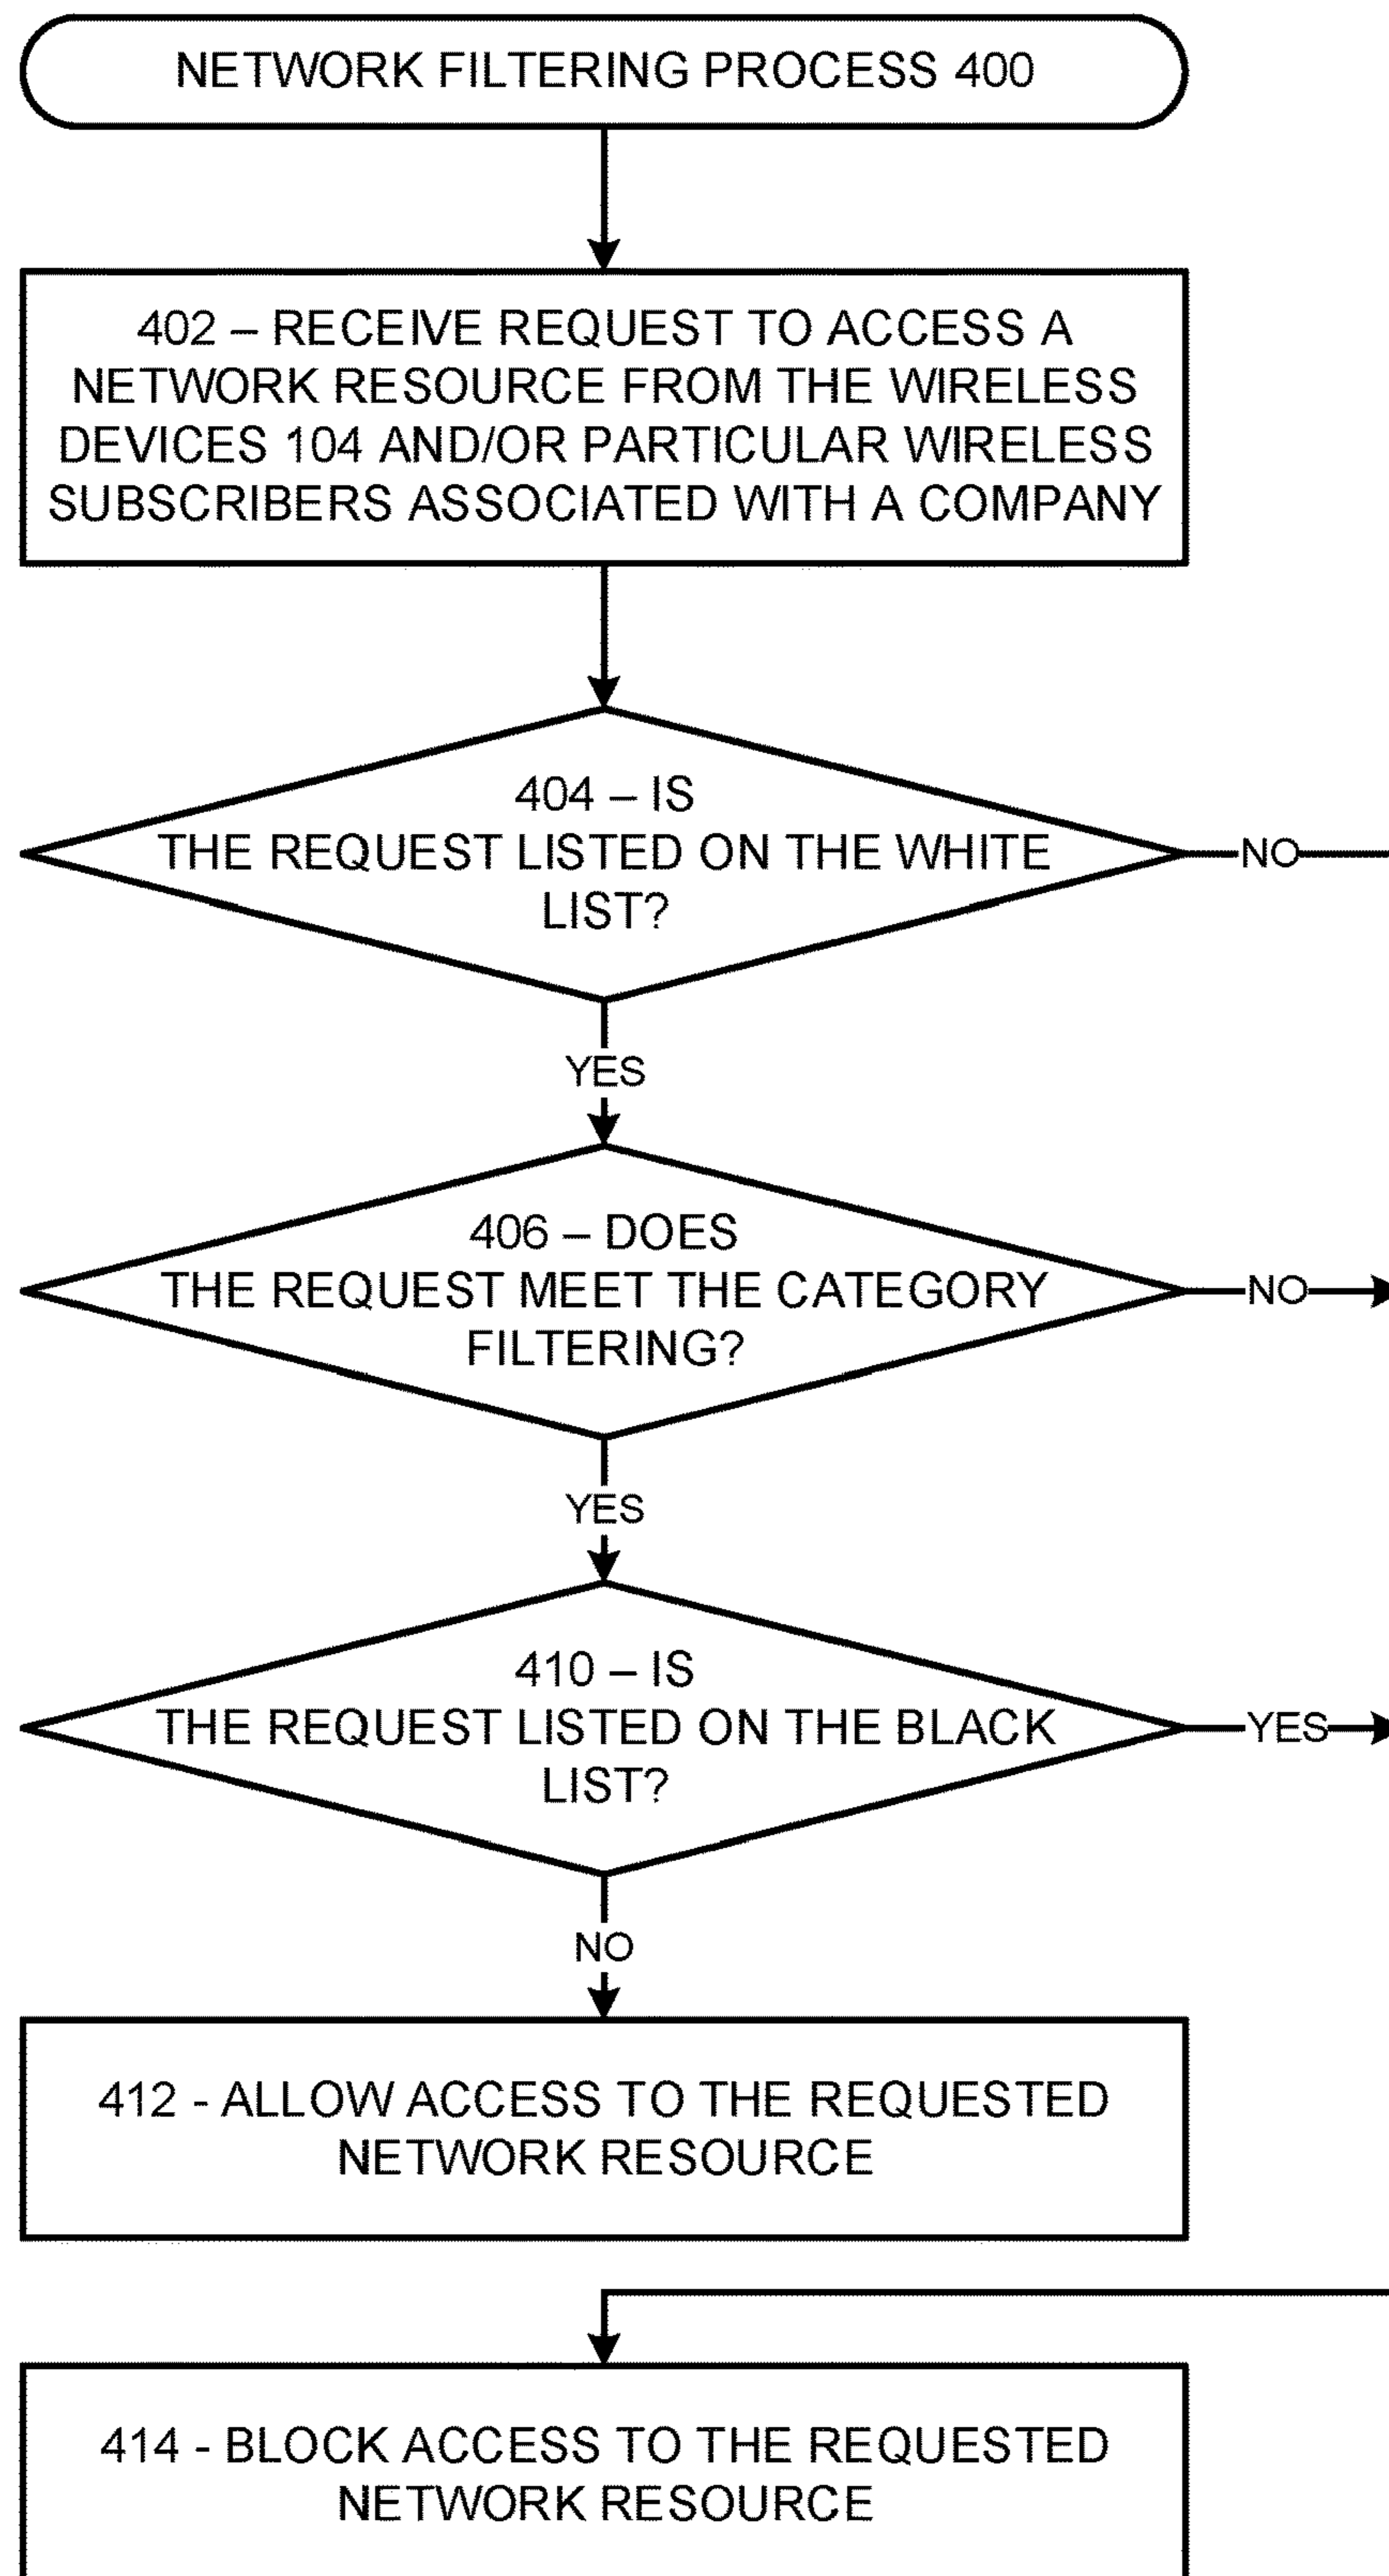 NETWORK FILTERING PROCESS 400
402 – RECEIVE REQUEST TO ACCESS A
NETWORK RESOURCE FROM THE WIRELESS
DEVICES 104 AND/OR PARTICULAR WIRELESS
SUBSCRIBERS ASSOCIATED WITH A COMPANY
404 – IS
THE REQUEST LISTED ON THE WHITE
LIST?
NO
YES
406 – DOES
THE REQUEST MEET THE CATEGORY
FILTERING?
NO
YES
410 – IS
THE REQUEST LISTED ON THE BLACK
LIST?
YES
NO
412 - ALLOW ACCESS TO THE REQUESTED
NETWORK RESOURCE
414 - BLOCK ACCESS TO THE REQUESTED
NETWORK RESOURCE